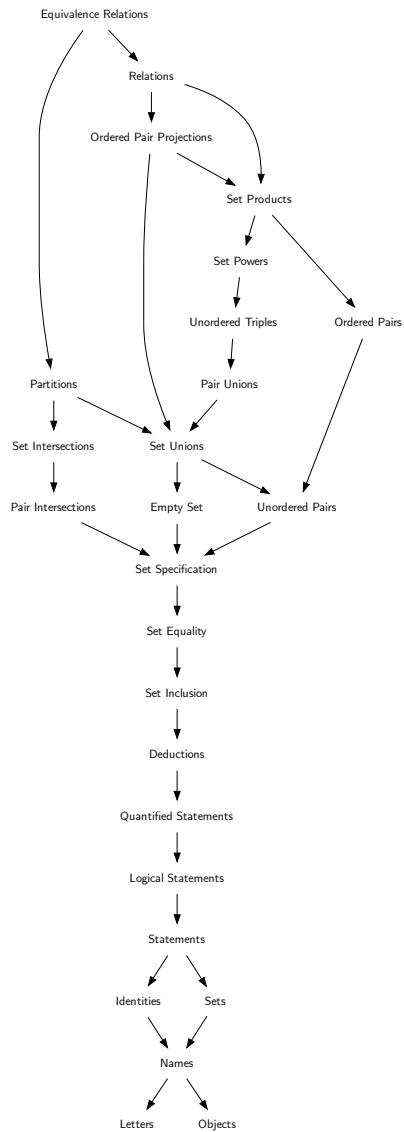 Equivalence Relations
Relations
Ordered Pair Projections
Set Products
Set Powers
Unordered Triples
Ordered Pairs
Partitions
Pair Unions
Set Intersections
Set Unions
Pair Intersections
Empty Set
Unordered Pairs
Set Specification
Set Equality
Set Inclusion
Deductions
Quantified Statements
Logical Statements
Statements
Identities
Sets
Names
Letters
Objects